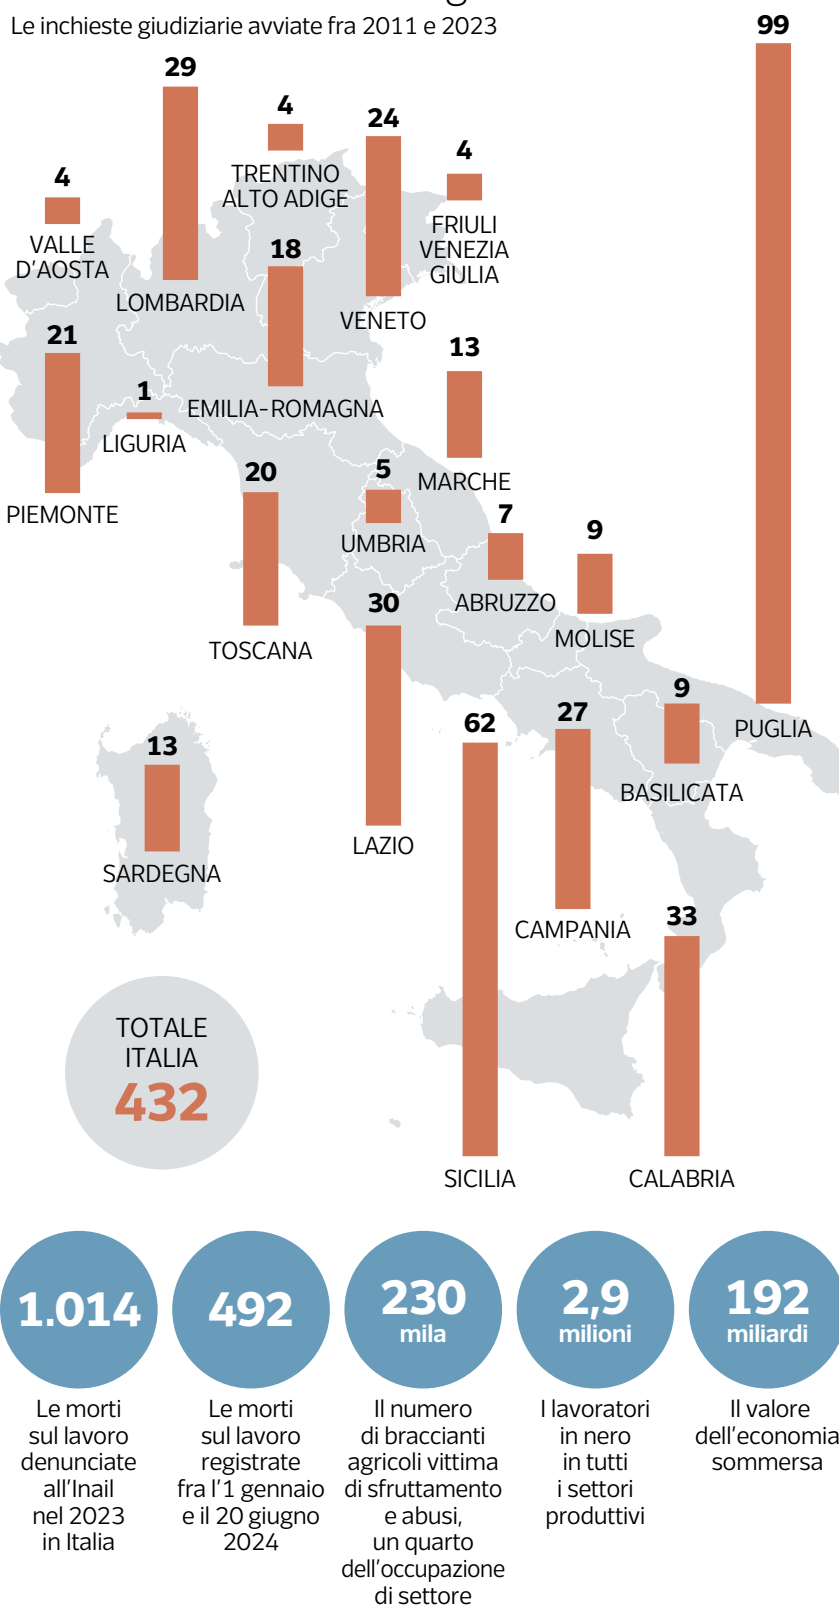 Le inchieste giudiziarie avviate fra 2011 e 2023
99
29
4
TRENTINO
ALTO ADIGE
24
4
FRIULI
VENEZIA
GIULIA
4
VALLE
D'AOSTA
LOMBARDIA
18
VENETO
21
1
EMILIA-ROMAGNA
13
LIGURIA
20
5
MARCHE
PIEMONTE
7
9
UMBRIA
30
ABRUZZO
MOLISE
TOSCANA
9
62
27
PUGLIA
13
BASILICATA
LAZIO
SARDEGNA
33
CAMPANIA
TOTALE
ITALIA
432
SICILIA
CALABRIA
1.014
Le morti
sul lavoro
denunciate
all'Inail
nel 2023
in Italia
492
Le morti
sul lavoro
registrate
fra l'1 gennaio
e il 20 giugno
2024
230
mila
Il numero
di braccianti
agricoli vittima
di sfruttamento
e abusi,
un quarto
dell'occupazione
di settore
2,9
milioni
I lavoratori
in nero
in tutti
i settori
produttivi
192
miliardi
Il valore
dell'economia
sommersa